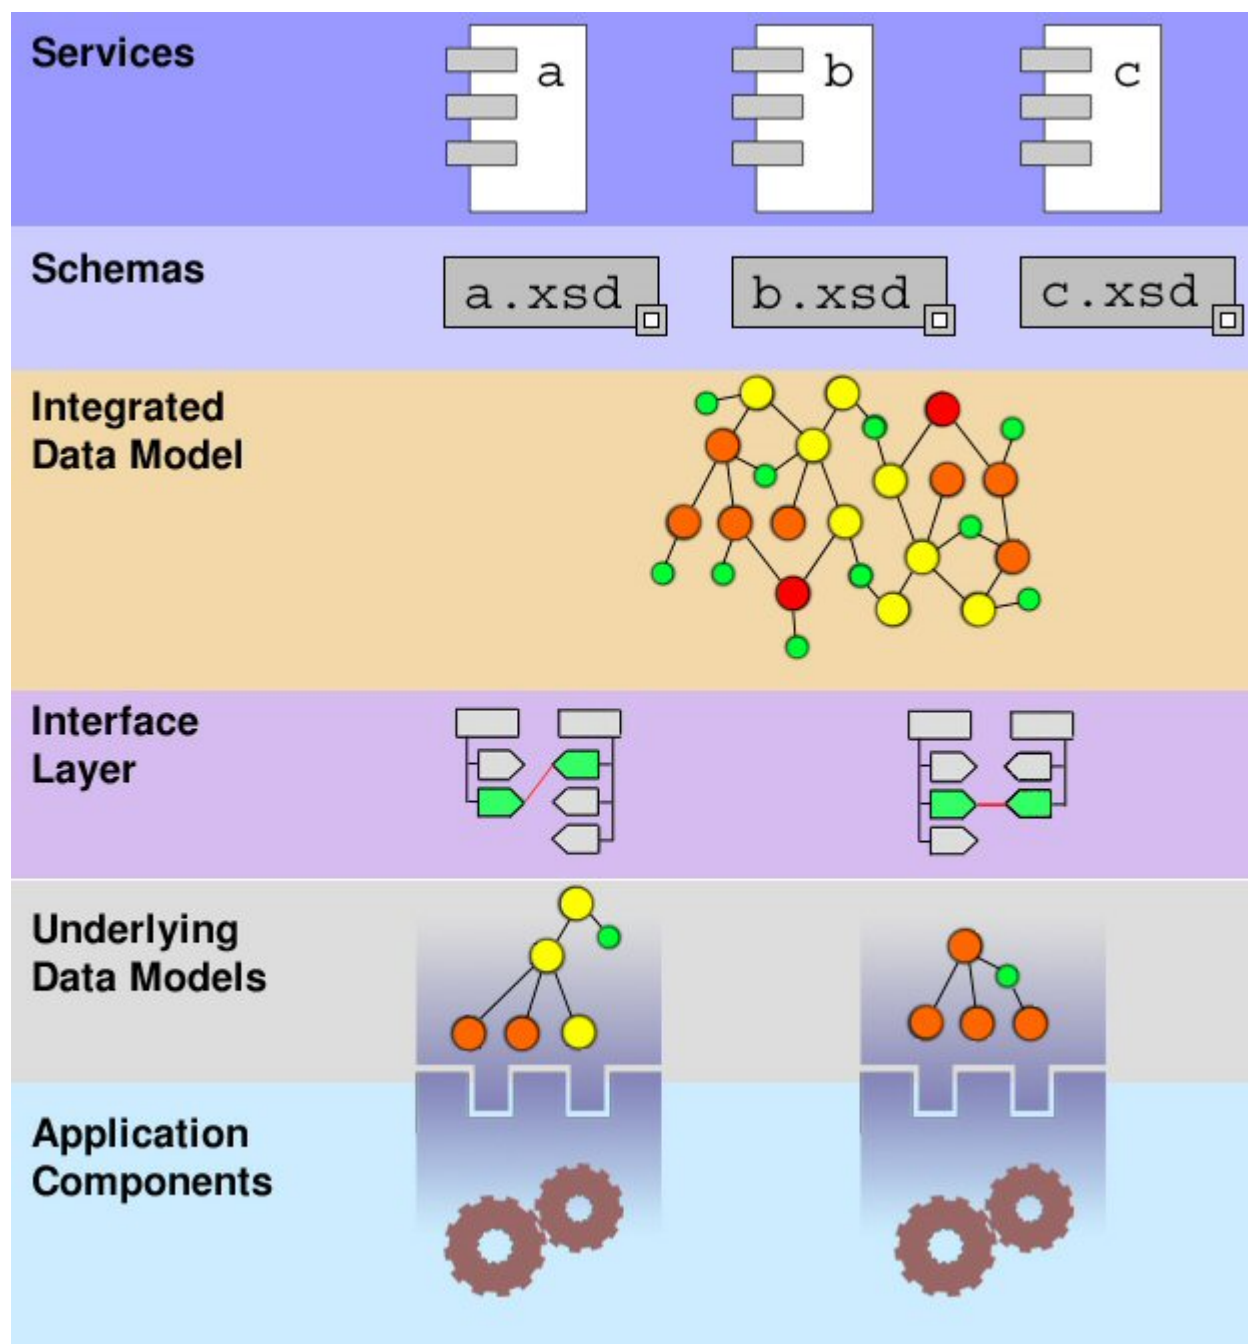 Services
a
b
c
Schemas
a.xsd
b.xsd
c.xsd
Integrated
Data Model
Interface
Layer
Underlying
Data Models
Application
Components